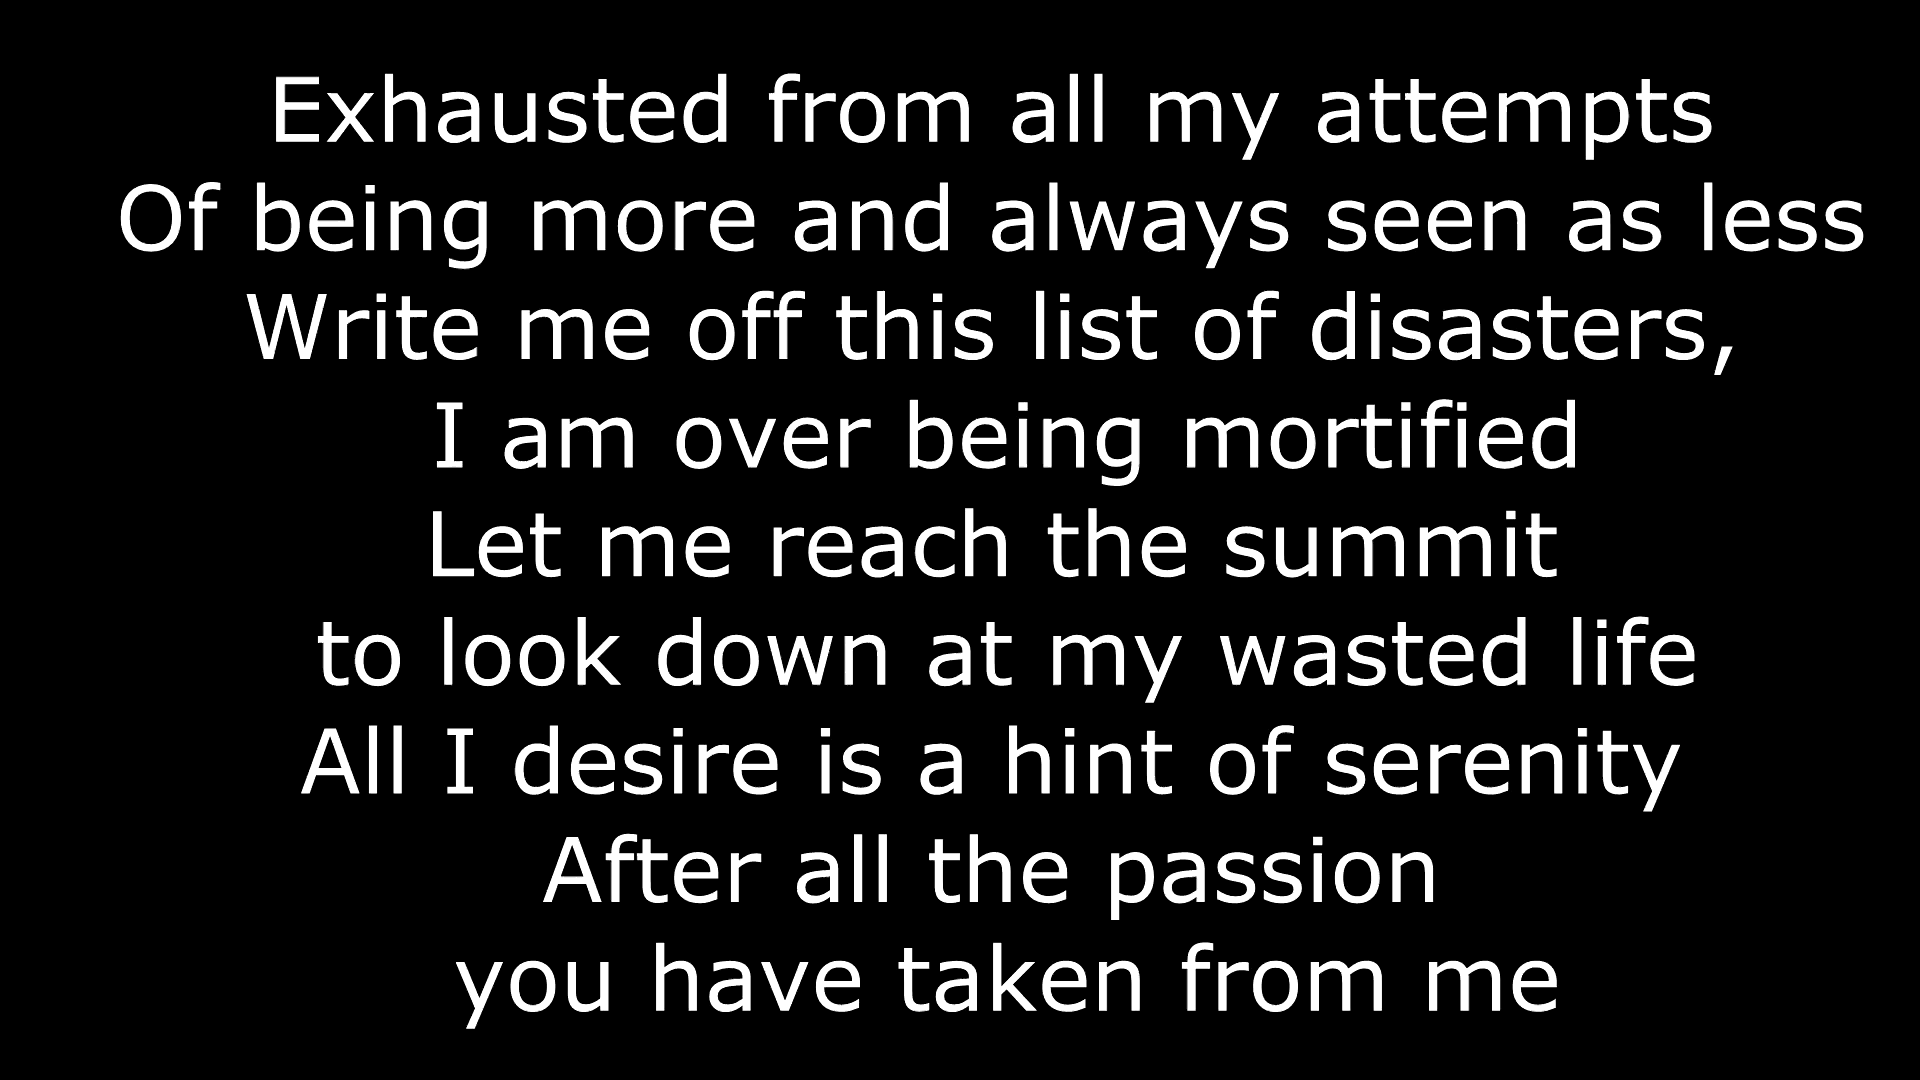 Exhausted from all my attempts
Of being more and always seen as less
Write me off this list of disasters,
I am over being mortified
Let me reach the summit
to look down at my wasted life
All I desire is a hint of serenity
After all the passion
you have taken from me